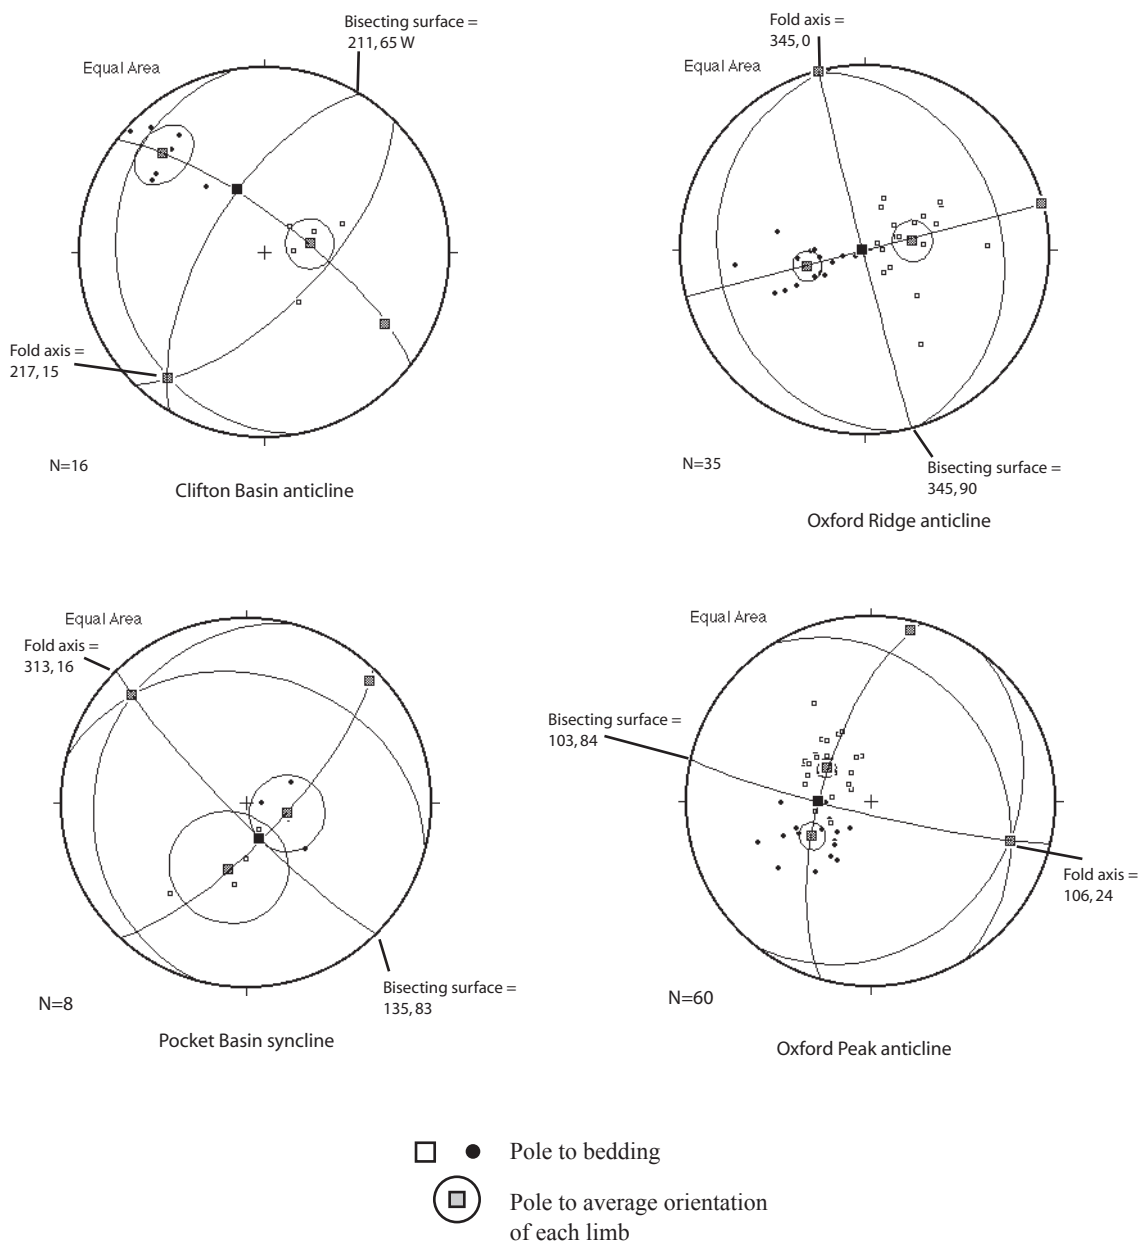 Bisecting surface =
211, 65 W
Equal Area
Fold axis =
217, 15
N=16
Clifton Basin anticline
Fold axis =
345, 0
Equal Area
N=35
Bisecting surface =
345, 90
Oxford Ridge anticline
Equal Area
Fold axis =
313, 16
N=8
Bisecting surface =
135, 83
Pocket Basin syncline
Equal Area
Bisecting surface =
103, 84
Fold axis =
106, 24
N=60
Oxford Peak anticline
Pole to bedding
Pole to average orientation
of each limb